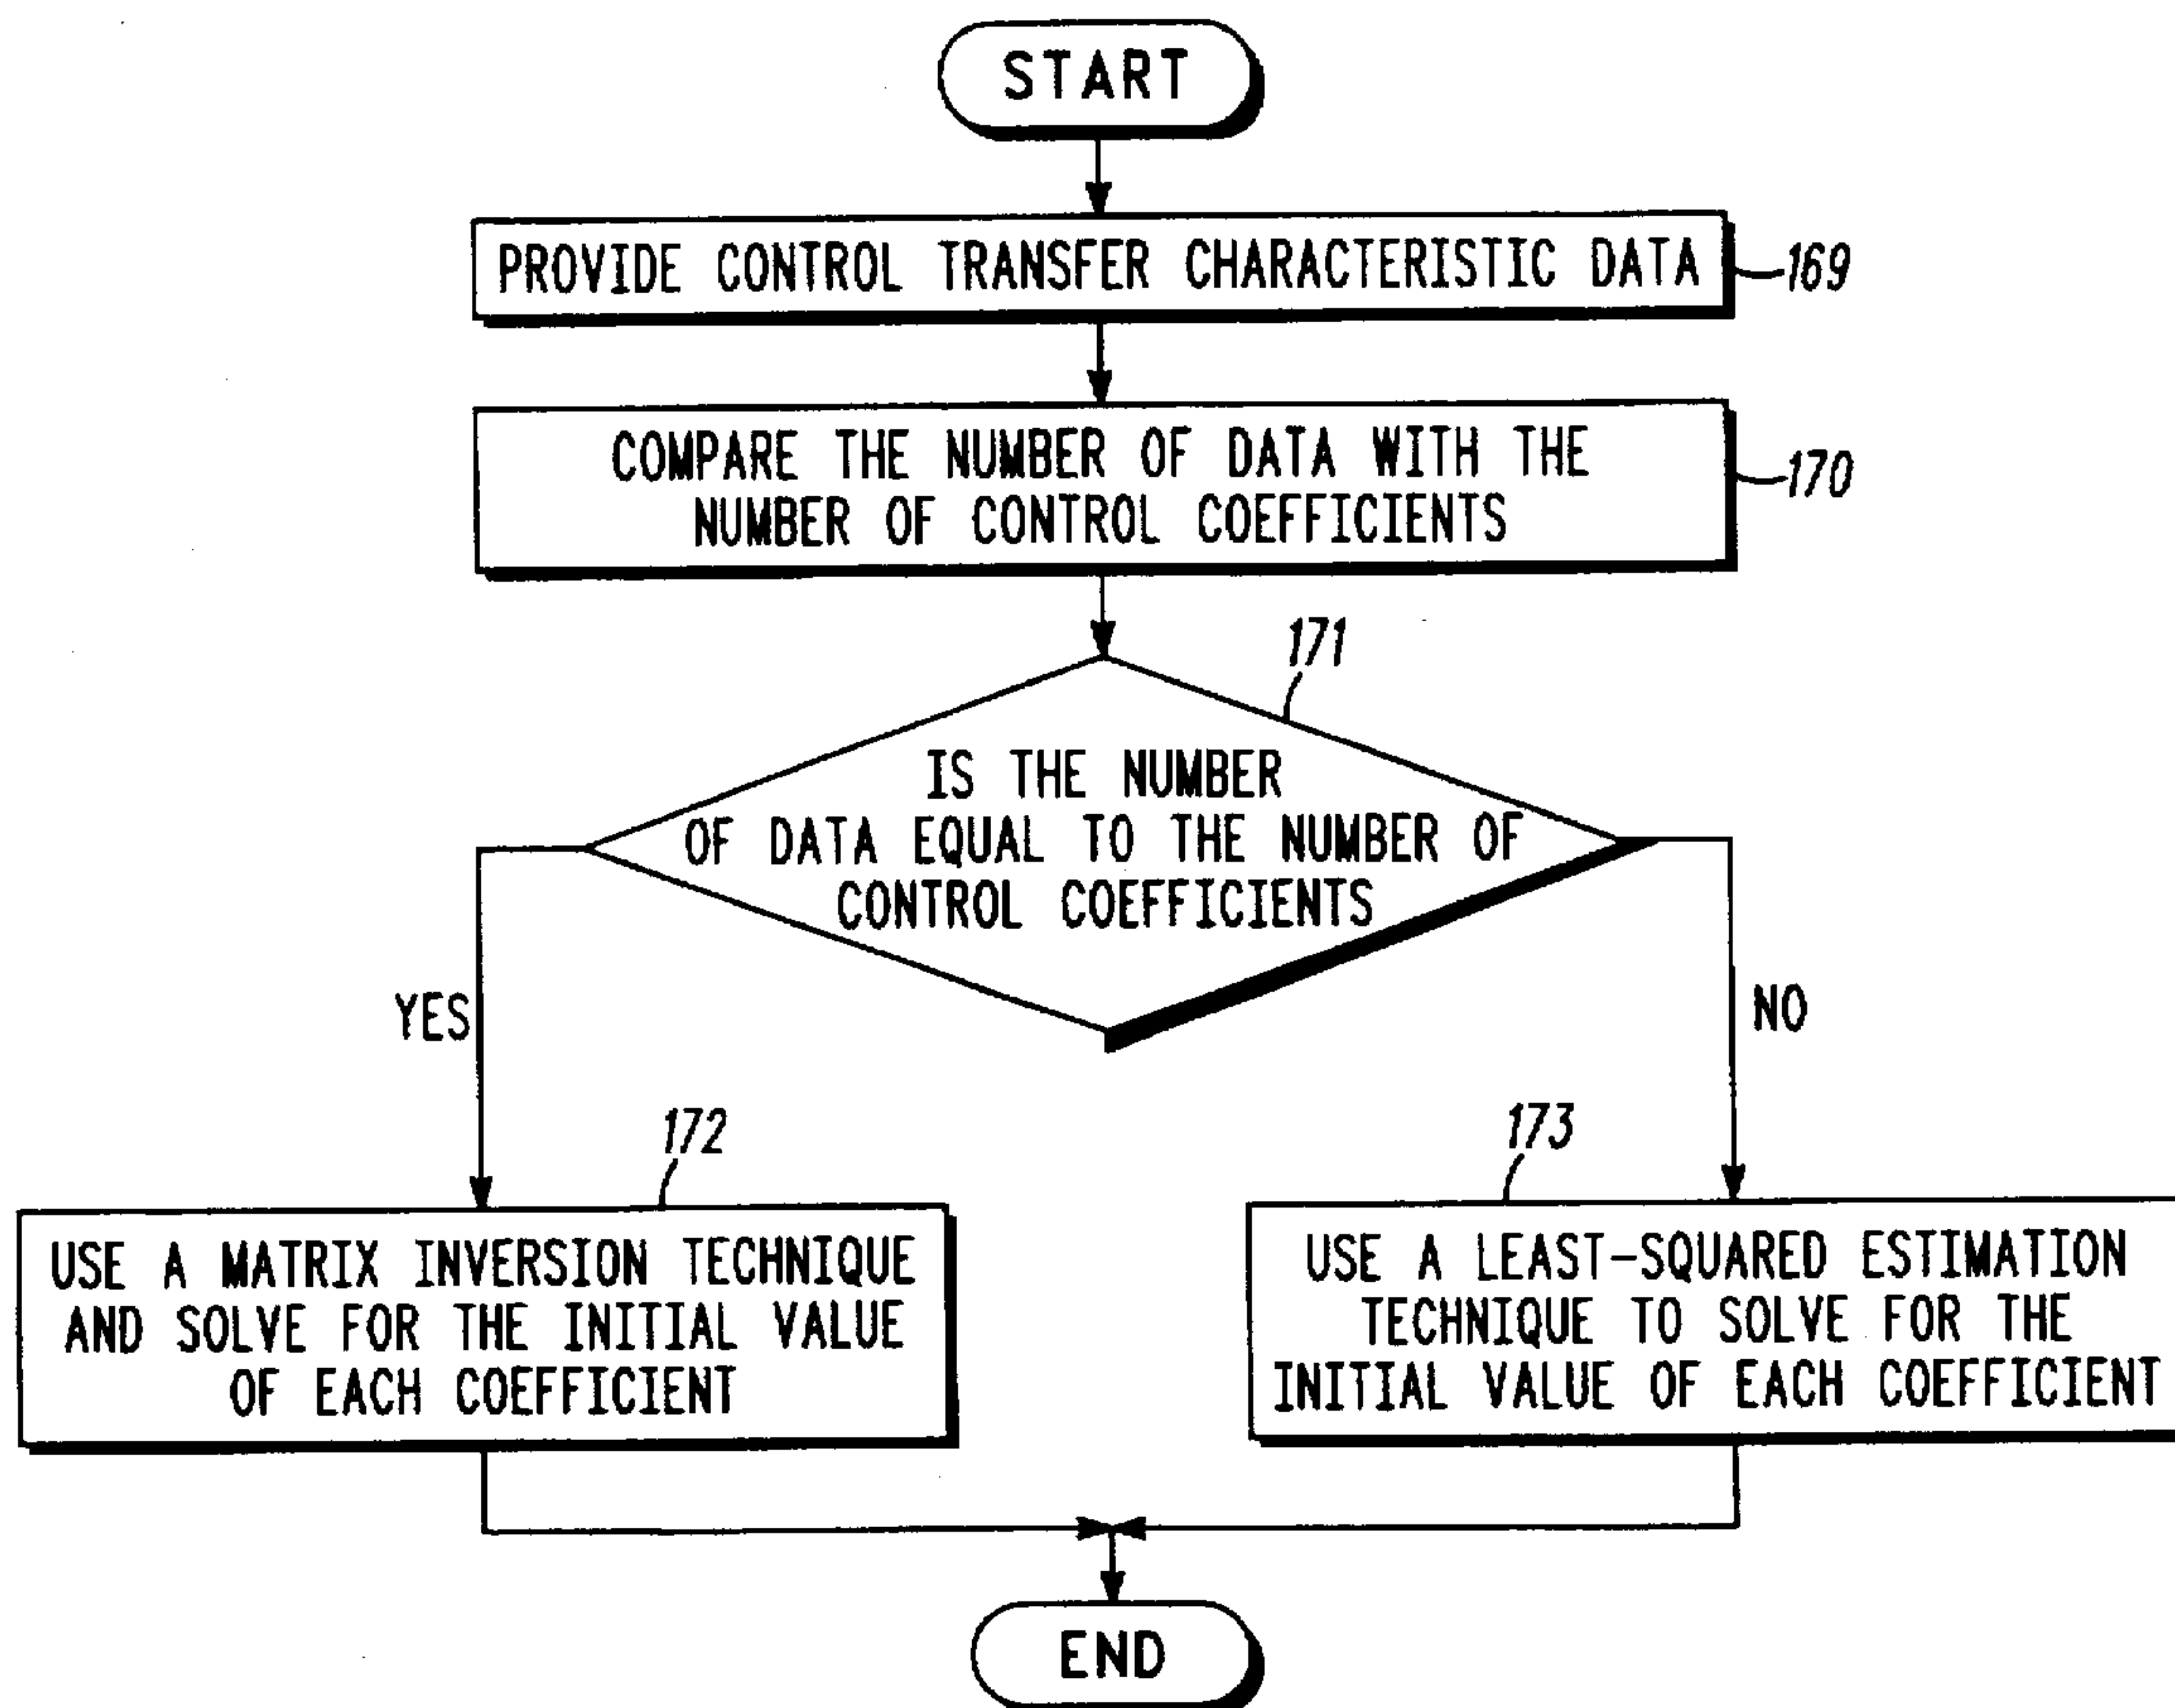 START
PROVIDE CONTROL TRANSFER CHARACTERISTIC DATA
169
COMPARE THE NUMBER OF DATA WITH THE
NUMBER OF CONTROL COEFFICIENTS
170
171
IS THE NUMBER
OF DATA EQUAL TO THE NUMBER OF
CONTROL COEFFICIENTS
YES
NO
172
USE A MATRIX INVERSION TECHNIQUE
AND SOLVE FOR THE INITIAL VALUE
OF EACH COEFFICIENT
173
USE A LEAST-SQUARED ESTIMATION
TECHNIQUE TO SOLVE FOR THE
INITIAL VALUE OF EACH COEFFICIENT
END